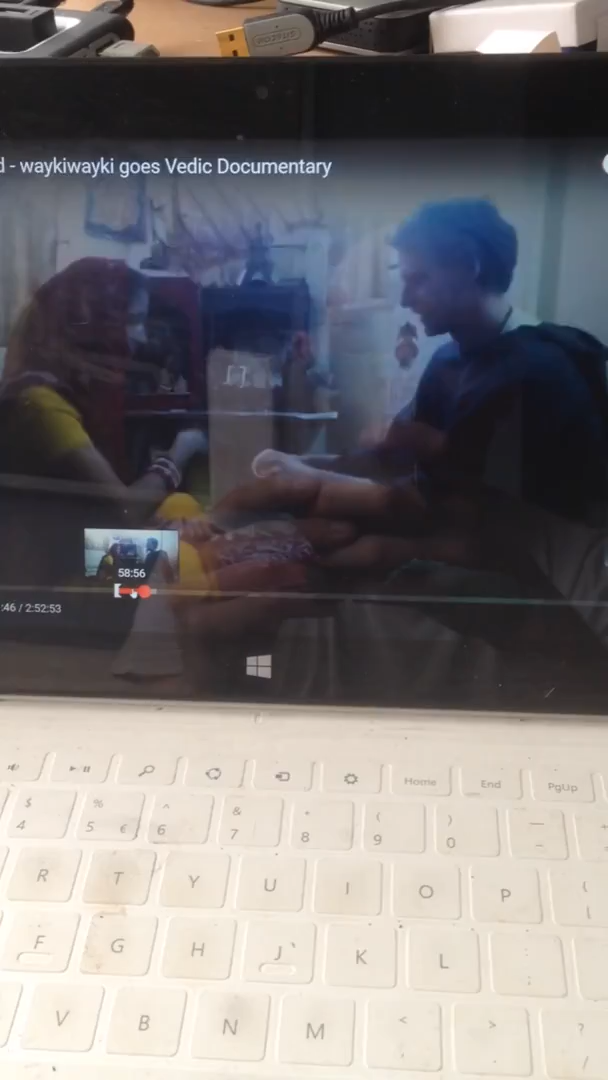 d - waykiwayki goes Vedic Documentary
58:56
:46 / 2:52:53
Home End PgUp
$ % ^ & * ( ) —
4 5 € 6 7 8 9 0 -
R T Y U I O P {
[
F G H J K L :
;
V B N M < > ?
, . /